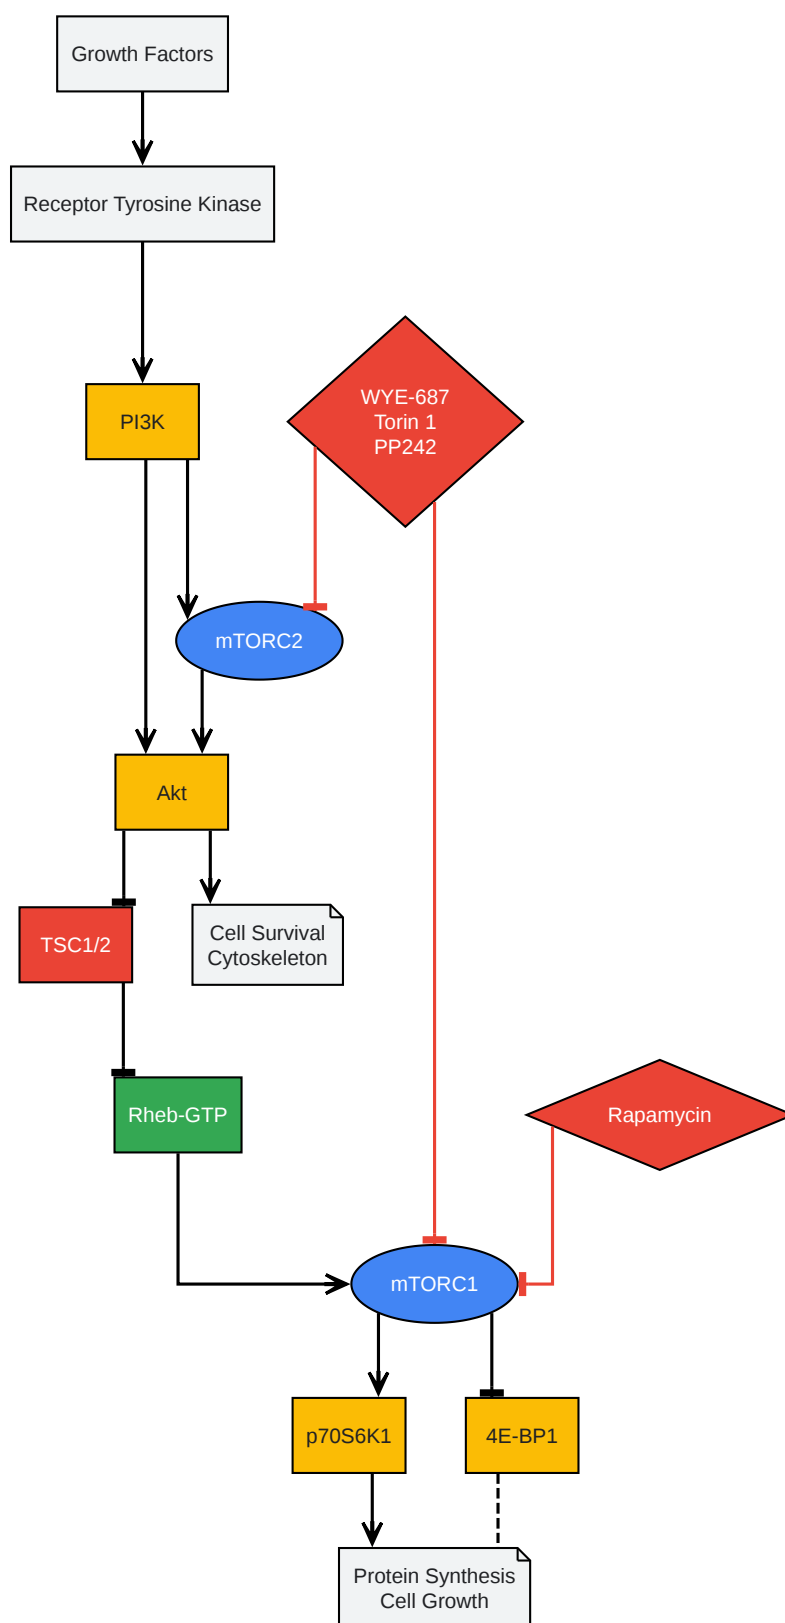 Growth Factors
Receptor Tyrosine Kinase
PI3K
WYE-687
Torin 1
PP242
mTORC2
Akt
TSC1/2
Cell Survival
Cytoskeleton
Rheb-GTP
Rapamycin
mTORC1
p70S6K1
4E-BP1
Protein Synthesis
Cell Growth